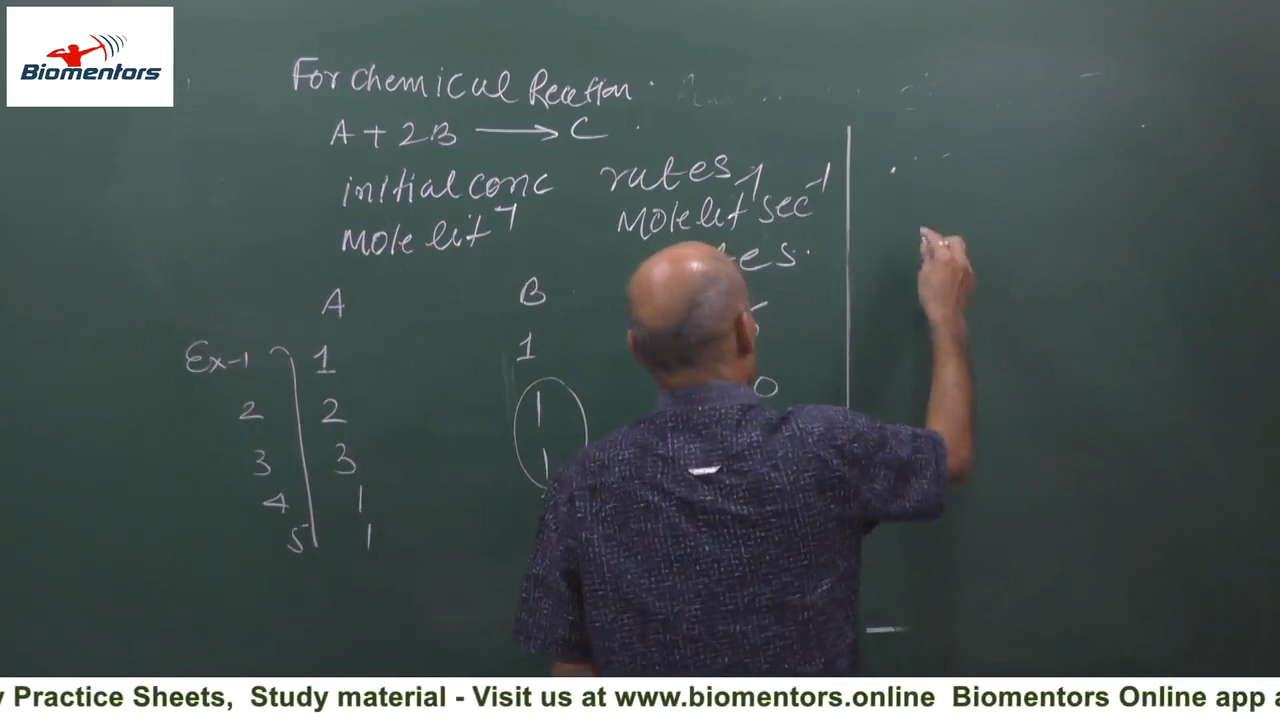 Biomentors
For chemical Reaction.
A + 2B → C
initial conc rates
mole lit⁻¹ mole lit⁻¹ sec⁻¹
A B
Ex-1 1 1
2 2 1
3 3 1
4 1
5 1
Practice Sheets, Study material - Visit us at www.biomentors.online Biomentors Online app